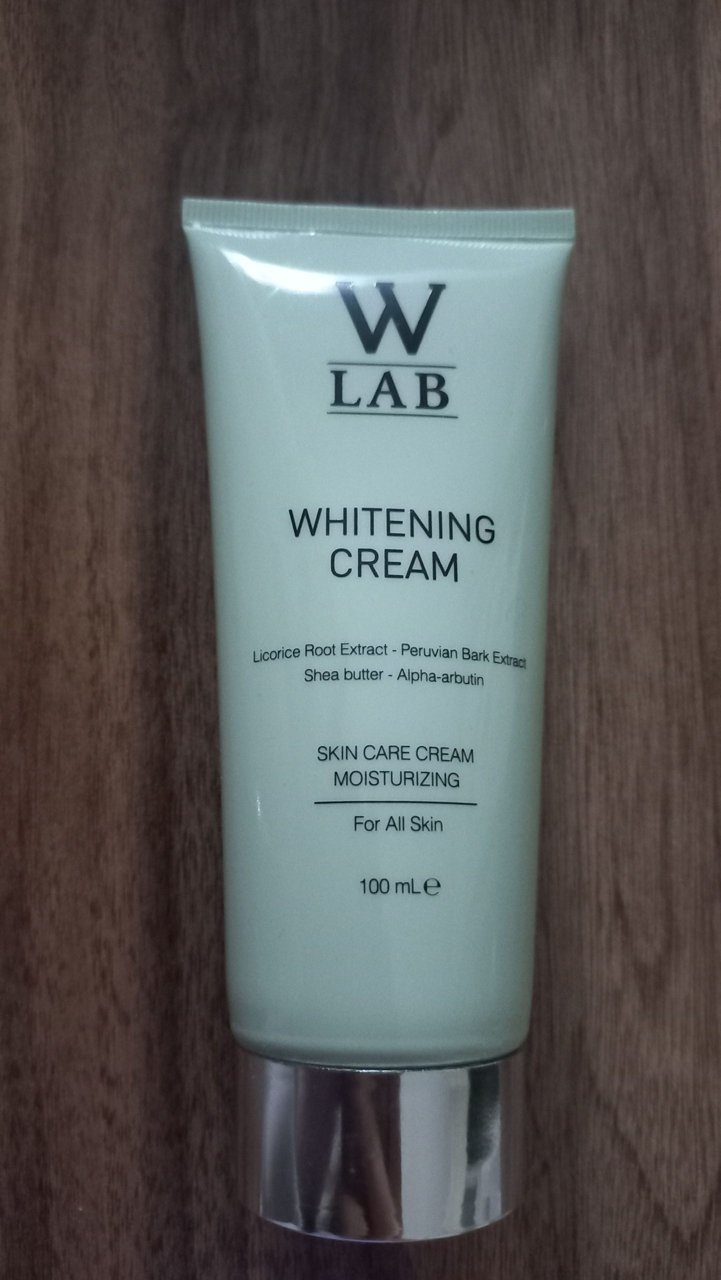 W
LAB
WHITENING
CREAM
Licorice Root Extract - Peruvian Bark Extract
Shea butter - Alpha-arbutin
SKIN CARE CREAM
MOISTURIZING
For All Skin
100 mL℮